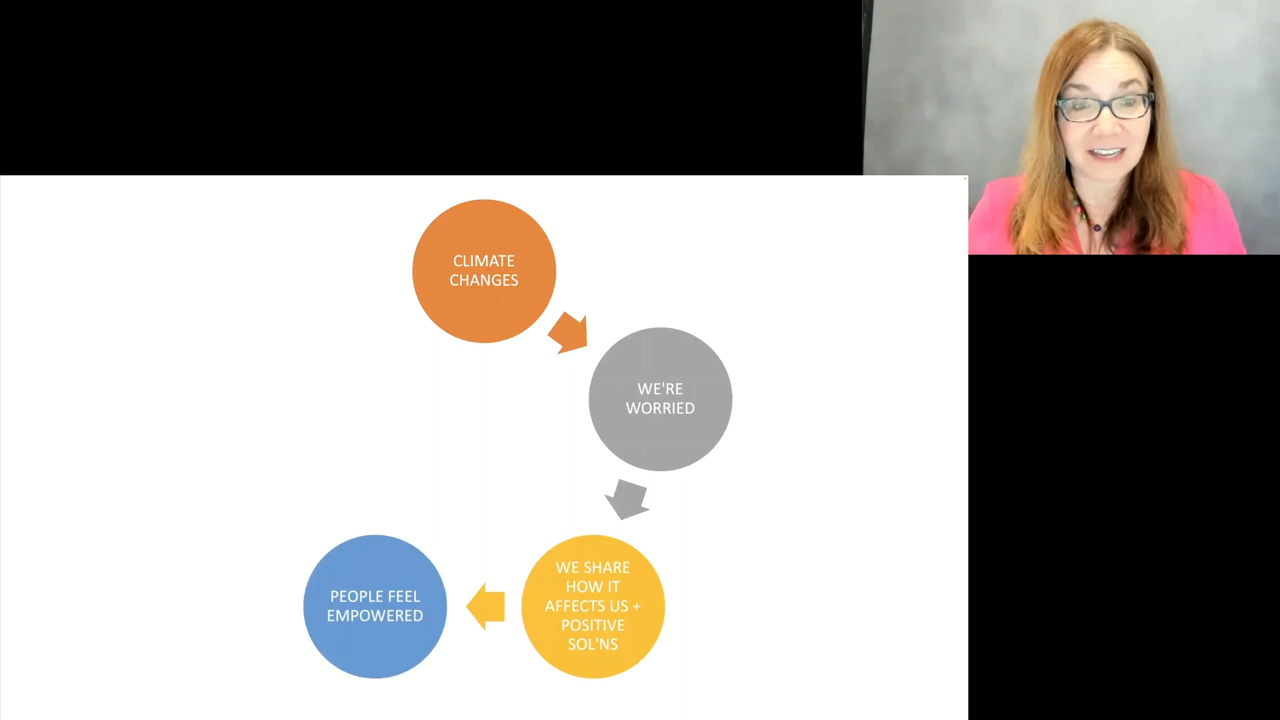 CLIMATE
CHANGES
WE'RE
WORRIED
WE SHARE
HOW IT
AFFECTS US +
POSITIVE
SOL'NS
PEOPLE FEEL
EMPOWERED